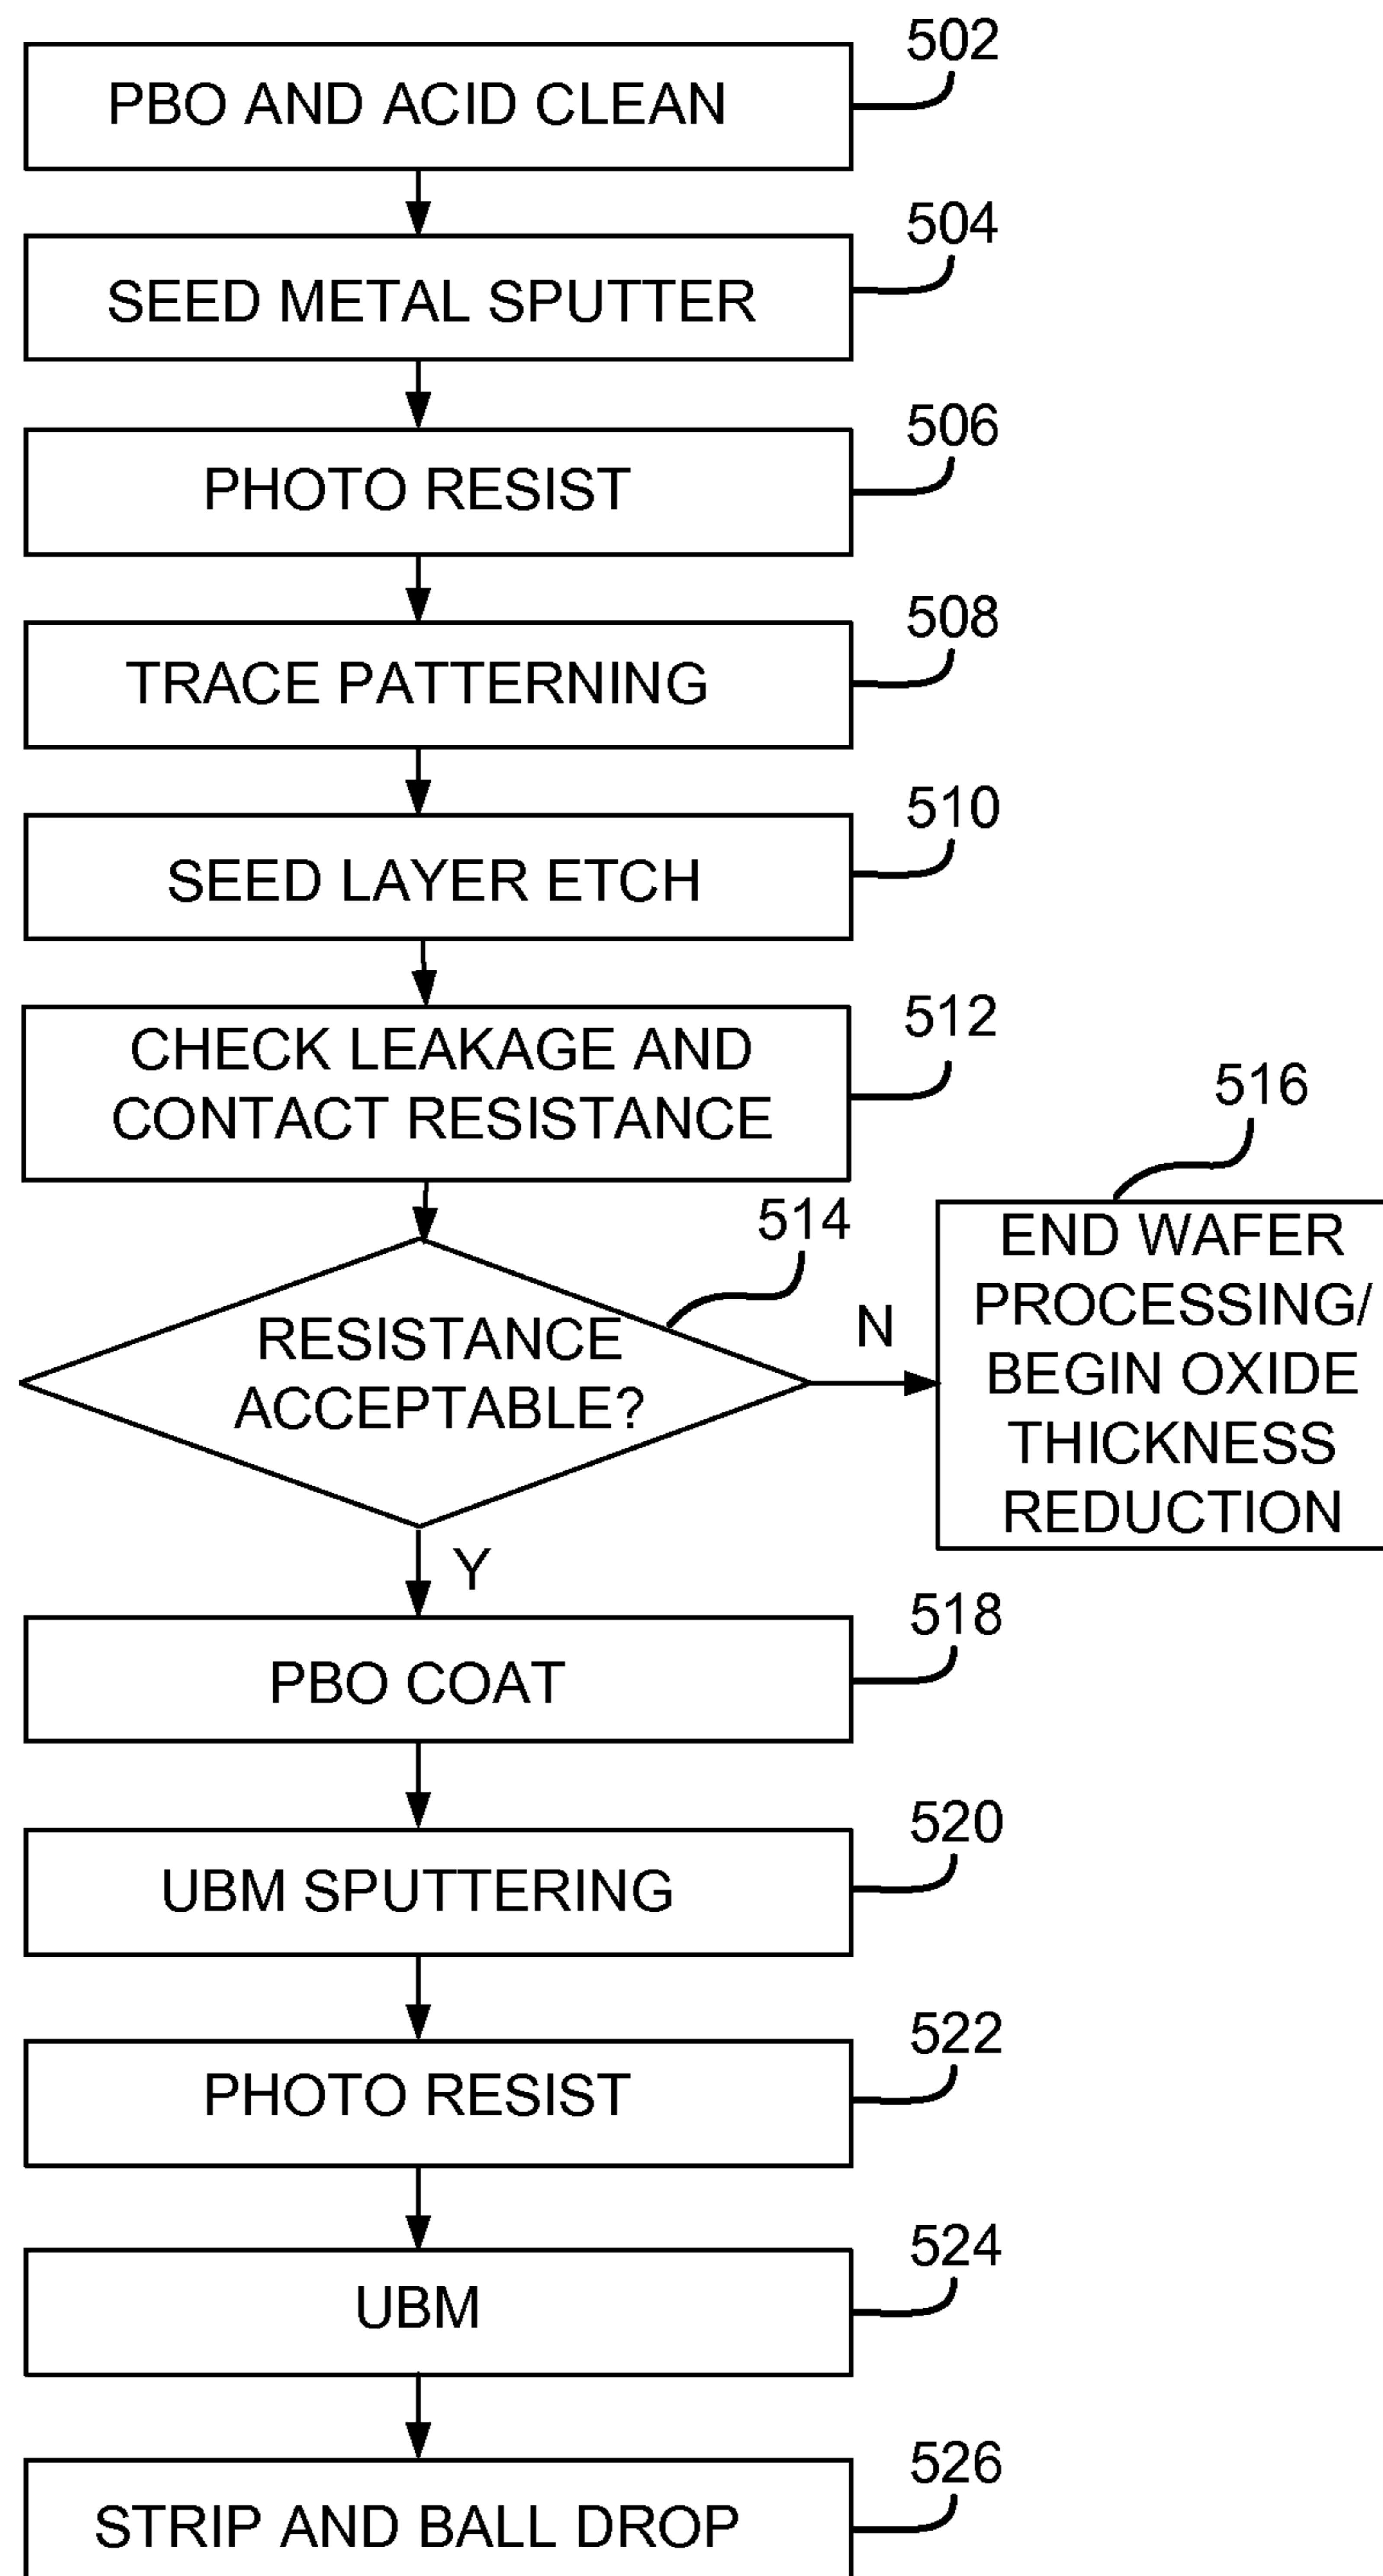 502
PBO AND ACID CLEAN
504
SEED METAL SPUTTER
506
PHOTO RESIST
508
TRACE PATTERNING
510
SEED LAYER ETCH
512
CHECK LEAKAGE AND
CONTACT RESISTANCE
514
RESISTANCE
ACCEPTABLE?
N
516
END WAFER
PROCESSING/
BEGIN OXIDE
THICKNESS
REDUCTION
Y
518
PBO COAT
520
UBM SPUTTERING
522
PHOTO RESIST
524
UBM
526
STRIP AND BALL DROP